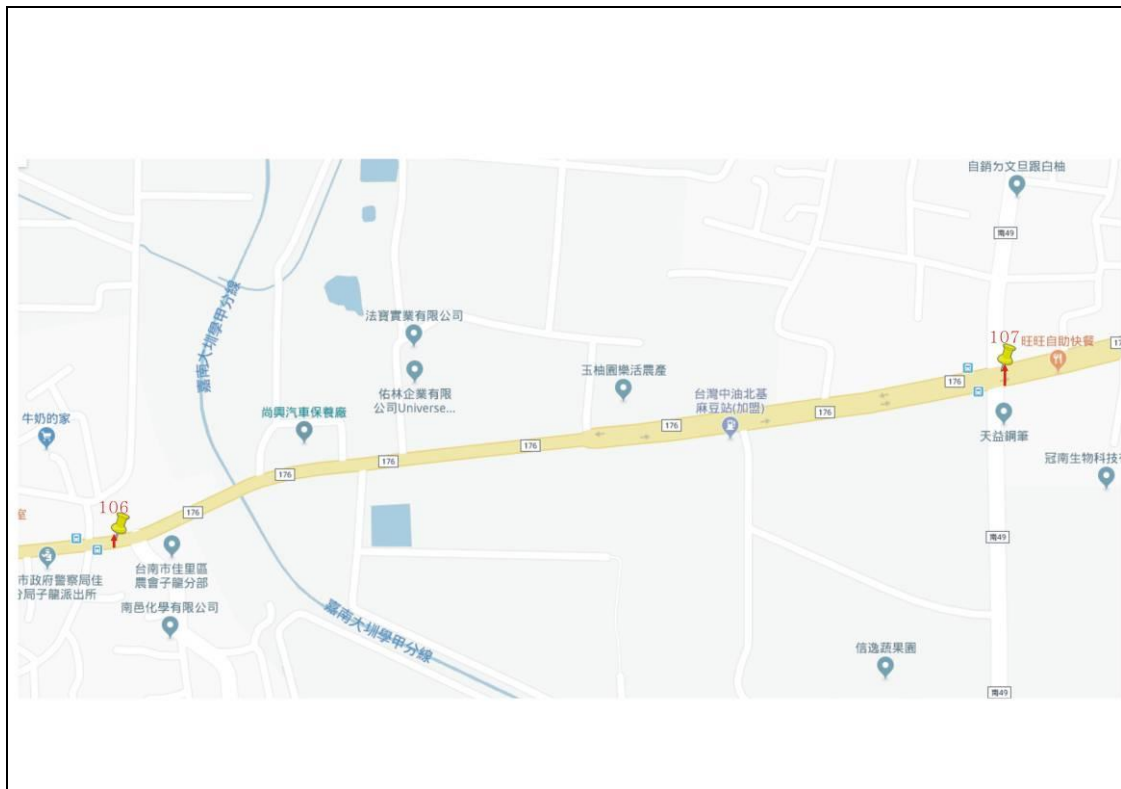 自銷ㄉ文旦跟白柚
南49
嘉南大圳學甲分線
法寶實業有限公司
107
旺旺自助快餐
176
玉柚園樂活農產
佑林企業有限
公司Universe...
176
台灣中油北基
麻豆站(加盟)
176
尚興汽車保養廠
176
天益鋼筆
牛奶的家
176
176
冠南生物科技
176
106
176
室
南49
台南市佳里區
農會子龍分部
市政府警察局佳
分局子龍派出所
南邑化學有限公司
嘉南大圳學甲分線
信逸蔬果園
南49